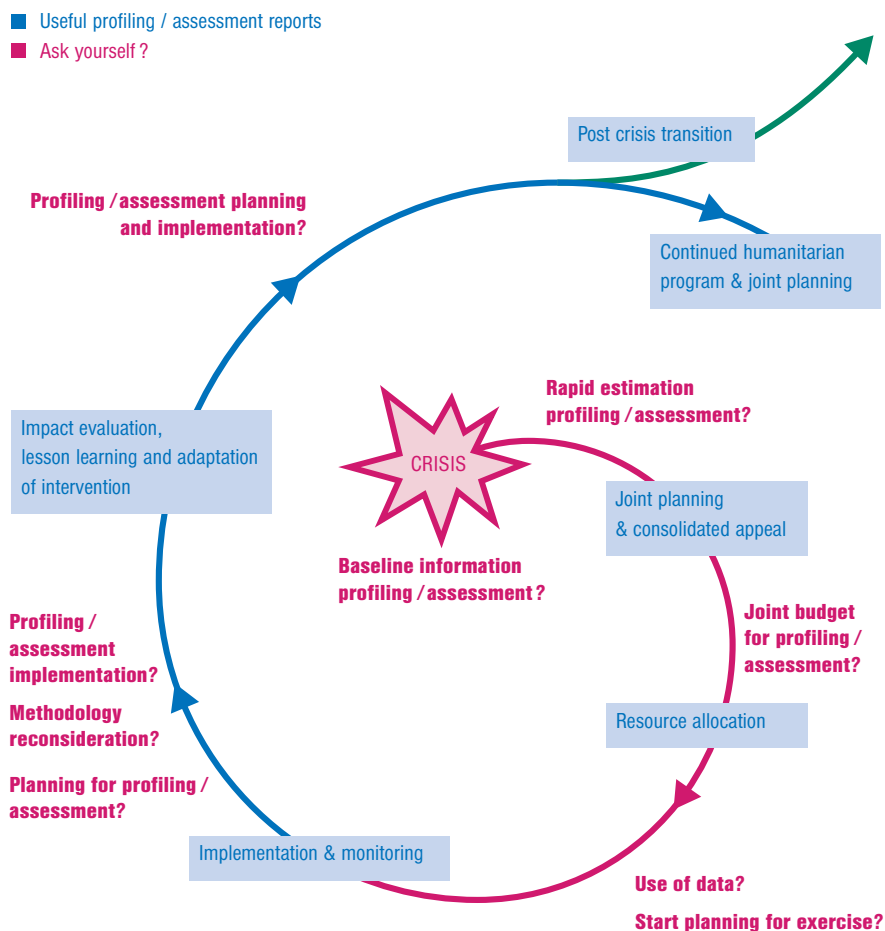 Useful profiling / assessment reports
Ask yourself ?
Post crisis transition
Profiling / assessment planning
and implementation?
Continued humanitarian
program & joint planning
Rapid estimation
profiling / assessment?
Impact evaluation,
lesson learning and adaptation
of intervention
CRISIS
Joint planning
& consolidated appeal
Baseline information
profiling / assessment ?
Joint budget
for profiling /
assessment?
Profiling /
assessment
implementation?
Methodology
reconsideration?
Resource allocation
Planning for profiling /
assessment?
Implementation & monitoring
Use of data?
Start planning for exercise?